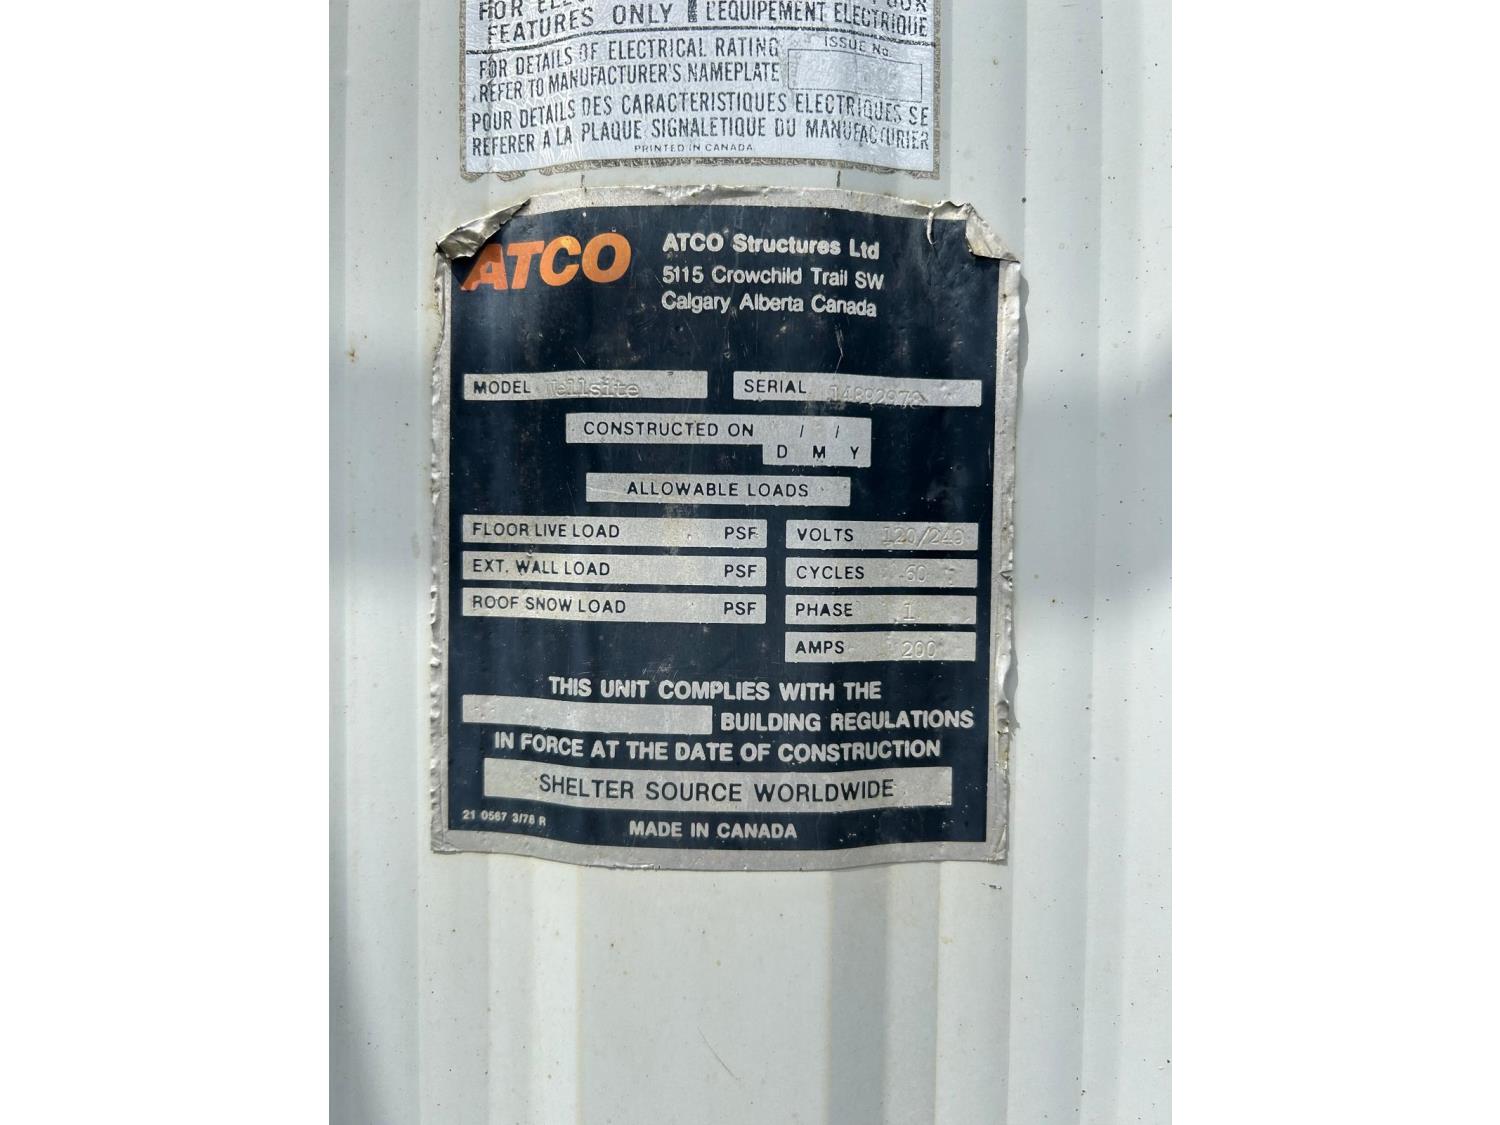 FEATURES ONLY L'EQUIPEMENT ELECTRIQUE
FOR DETAILS OF ELECTRICAL RATING
REFER TO MANUFACTURER'S NAMEPLATE
ISSUE No.
POUR DETAILS DES CARACTERISTIQUES ELECTRIQUES SE
REFERER A LA PLAQUE SIGNALETIQUE DU MANUFACTURIER
PRINTED IN CANADA
ATCO
ATCO Structures Ltd
5115 Crowchild Trail SW
Calgary Alberta Canada
MODEL Wellsite
SERIAL
CONSTRUCTED ON / /
D M Y
ALLOWABLE LOADS
FLOOR LIVE LOAD PSF
EXT. WALL LOAD PSF
ROOF SNOW LOAD PSF
VOLTS 120/240
CYCLES 60
PHASE 1
AMPS 200
THIS UNIT COMPLIES WITH THE
BUILDING REGULATIONS
IN FORCE AT THE DATE OF CONSTRUCTION
SHELTER SOURCE WORLDWIDE
21 0567 3/78 R
MADE IN CANADA